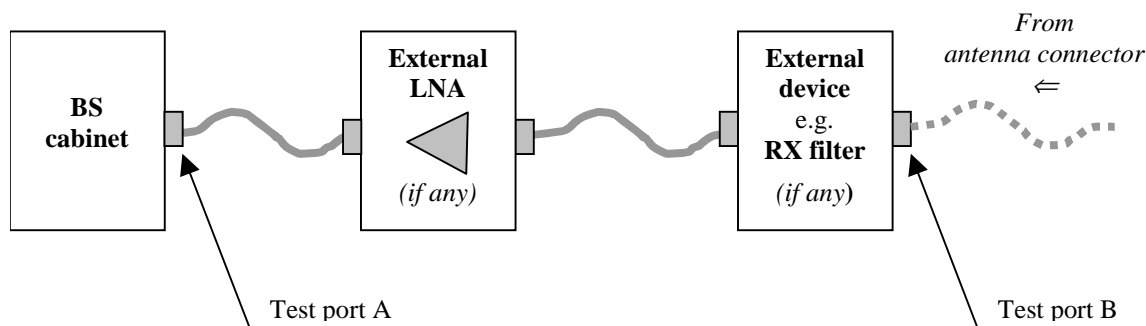 BS
cabinet
External
LNA
(if any)
External
device
e.g.
RX filter
(if any)
From
antenna connector
⇐
Test port A
Test port B